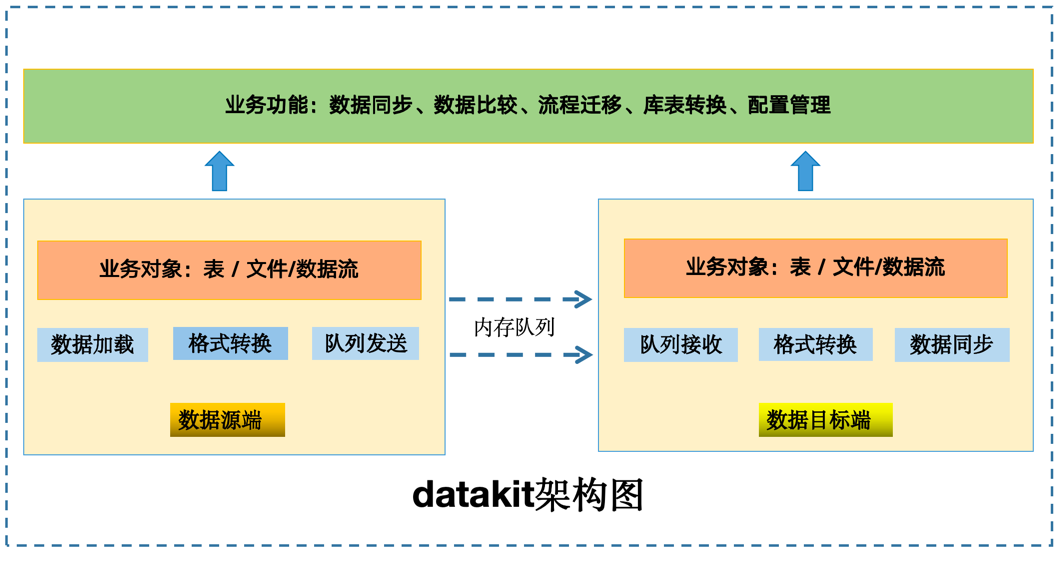 业务功能：数据同步、数据比较、流程迁移、库表转换、配置管理
业务对象：表 / 文件/数据流
数据加载
格式转换
队列发送
数据源端
内存队列
业务对象：表 / 文件/数据流
队列接收
格式转换
数据同步
数据目标端
datakit架构图